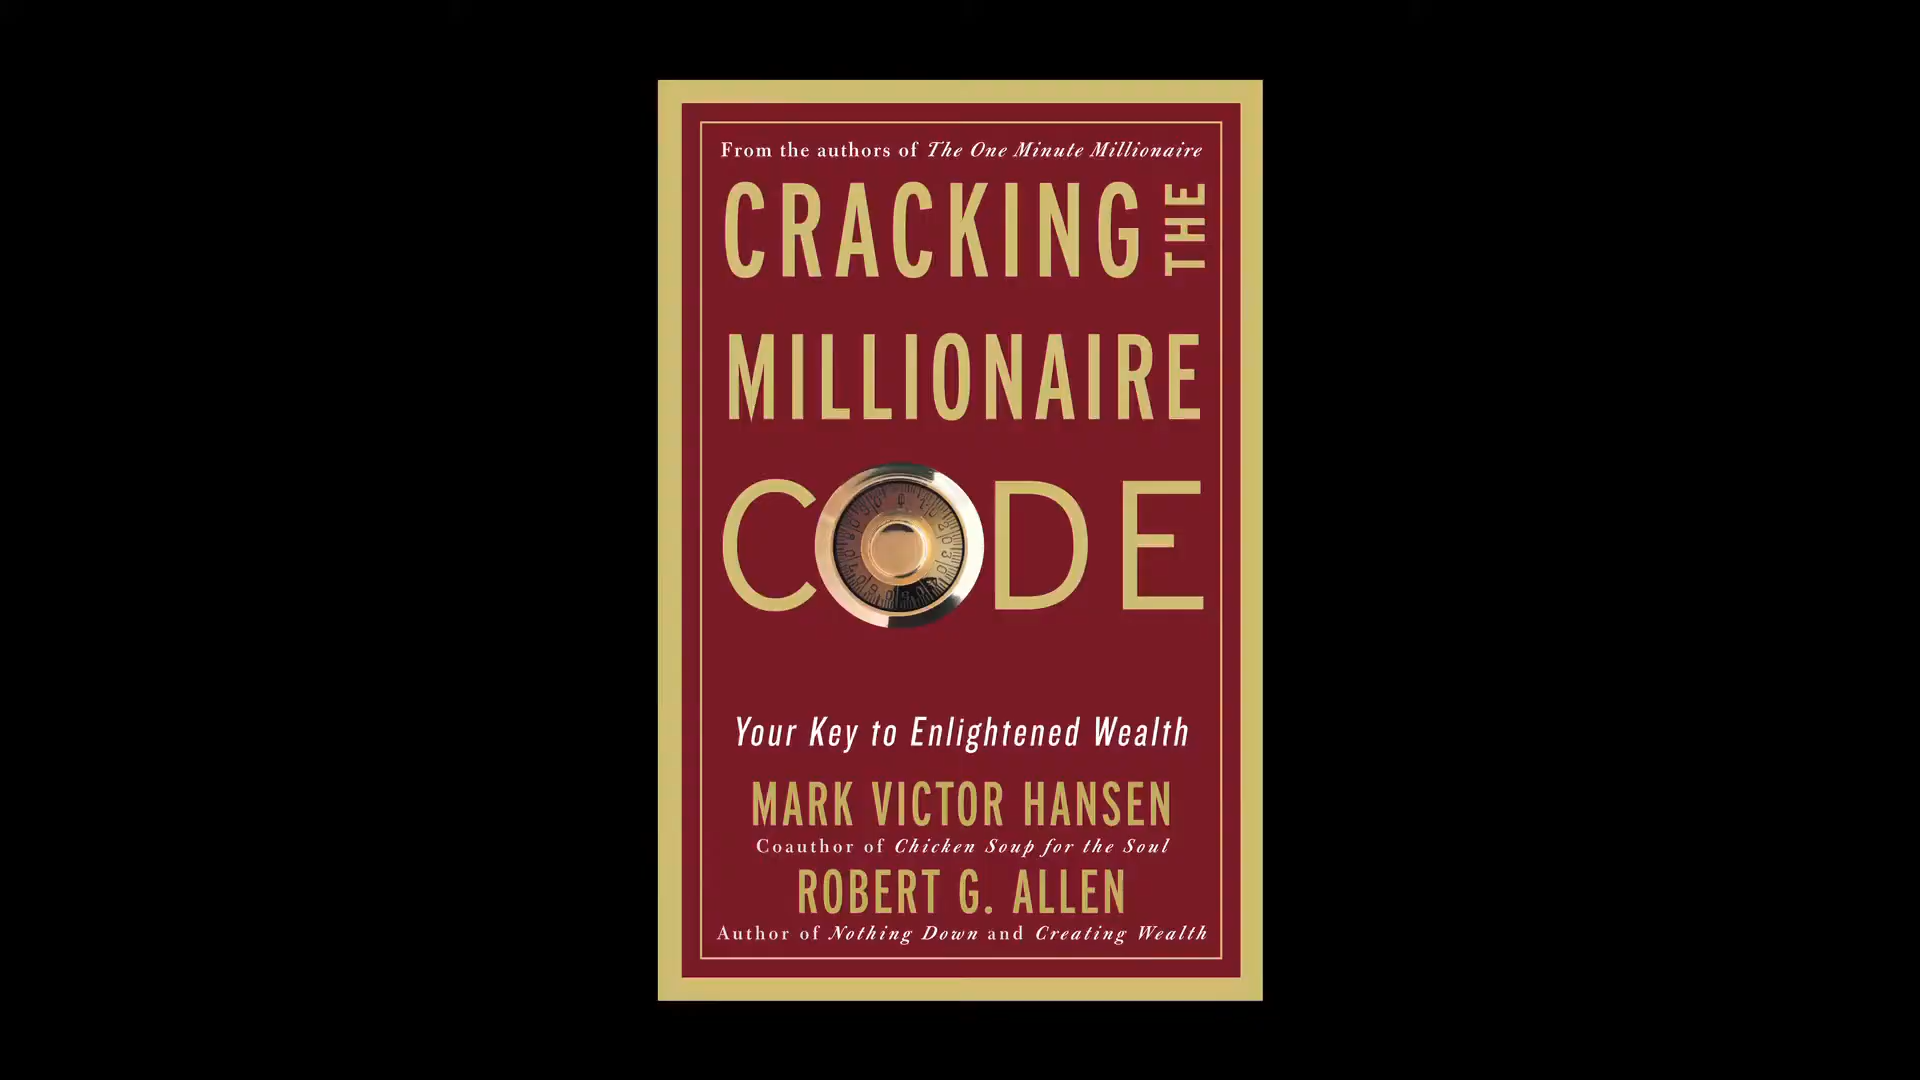 From the authors of The One Minute Millionaire
CRACKING THE
MILLIONAIRE
CODE
Your Key to Enlightened Wealth
MARK VICTOR HANSEN
Coauthor of Chicken Soup for the Soul
ROBERT G. ALLEN
Author of Nothing Down and Creating Wealth